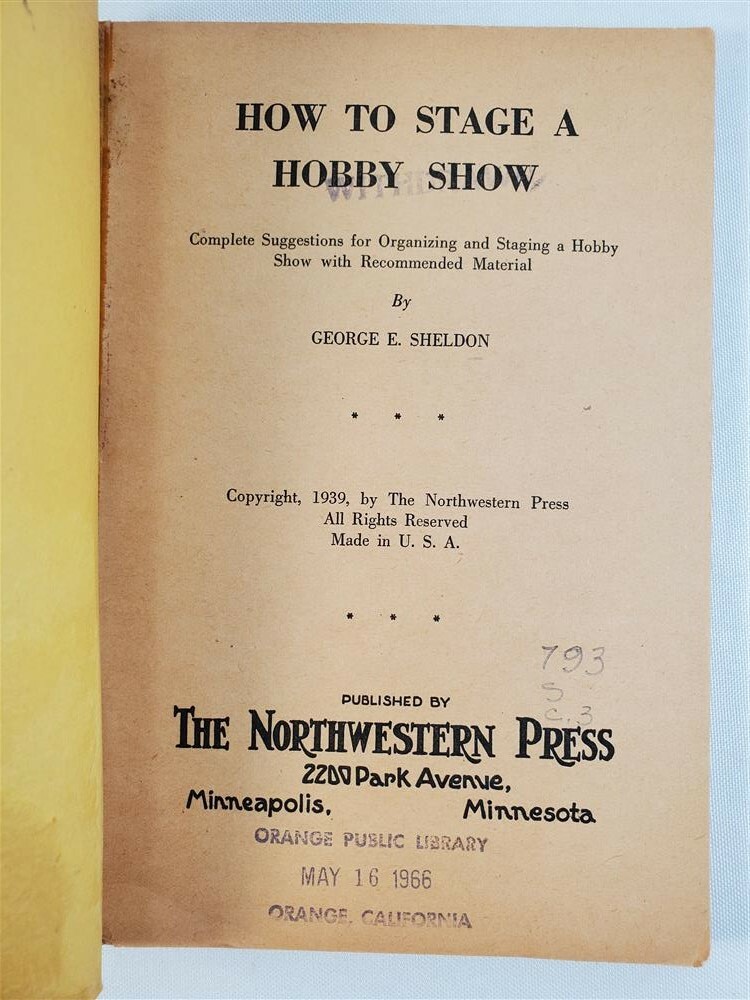 HOW TO STAGE A
HOBBY SHOW
Complete Suggestions for Organizing and Staging a Hobby
Show with Recommended Material
By
GEORGE E. SHELDON
* * *
Copyright, 1939, by The Northwestern Press
All Rights Reserved
Made in U. S. A.
* * *
793
S
c.3
PUBLISHED BY
THE NORTHWESTERN PRESS
2200 Park Avenue,
Minneapolis, Minnesota
ORANGE PUBLIC LIBRARY
MAY 16 1966
ORANGE, CALIFORNIA